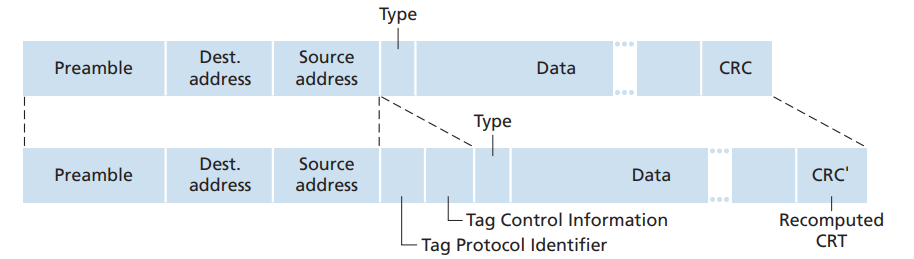 Type
Preamble
Dest.
address
Source
address
Data
CRC
Type
Preamble
Dest.
address
Source
address
Data
CRC'
Tag Control Information
Tag Protocol Identifier
Recomputed
CRT